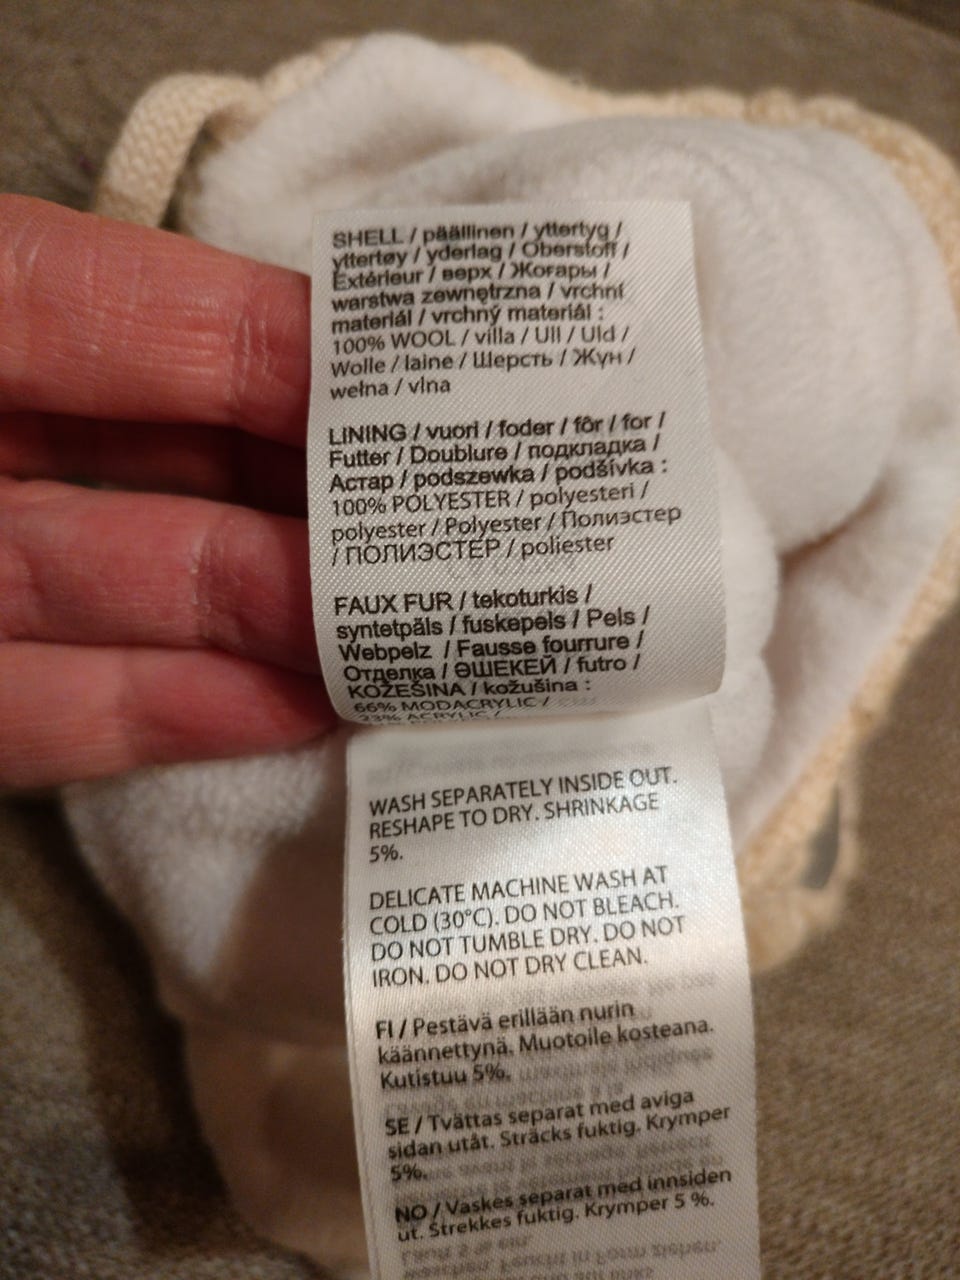 SHELL / päällinen / yttertyg /
yttertøy / yderlag / Oberstoff /
Extérieur / верх / Жоғары /
warstwa zewnętrzna / vrchní
materiál / vrchný materiál :
100% WOOL / villa / Ull / Uld /
Wolle / laine / Шерсть / Жүн /
wełna / vlna
LINING / vuori / foder / fôr / for /
Futter / Doublure / подкладка /
Астар / podszewka / podšívka :
100% POLYESTER / polyesteri /
polyester / Polyester / Полиэстер
/ ПОЛИЭСТЕР / poliester
FAUX FUR / tekoturkis /
syntetpäls / fuskepels / Pels /
Webpelz / Fausse fourrure /
Отделка / ӘШЕКЕЙ / futro /
KOŽEŠINA / kožušina :
66% MODACRYLIC /
23% ACRYLIC /
WASH SEPARATELY INSIDE OUT.
RESHAPE TO DRY. SHRINKAGE
5%.
DELICATE MACHINE WASH AT
COLD (30°C). DO NOT BLEACH.
DO NOT TUMBLE DRY. DO NOT
IRON. DO NOT DRY CLEAN.
FI / Pestävä erillään nurin
käännettynä. Muotoile kosteana.
Kutistuu 5%.
SE / Tvättas separat med aviga
sidan utåt. Sträcks fuktig. Krymper
5%.
NO / Vaskes separat med innsiden
ut. Strekkes fuktig. Krymper 5 %.